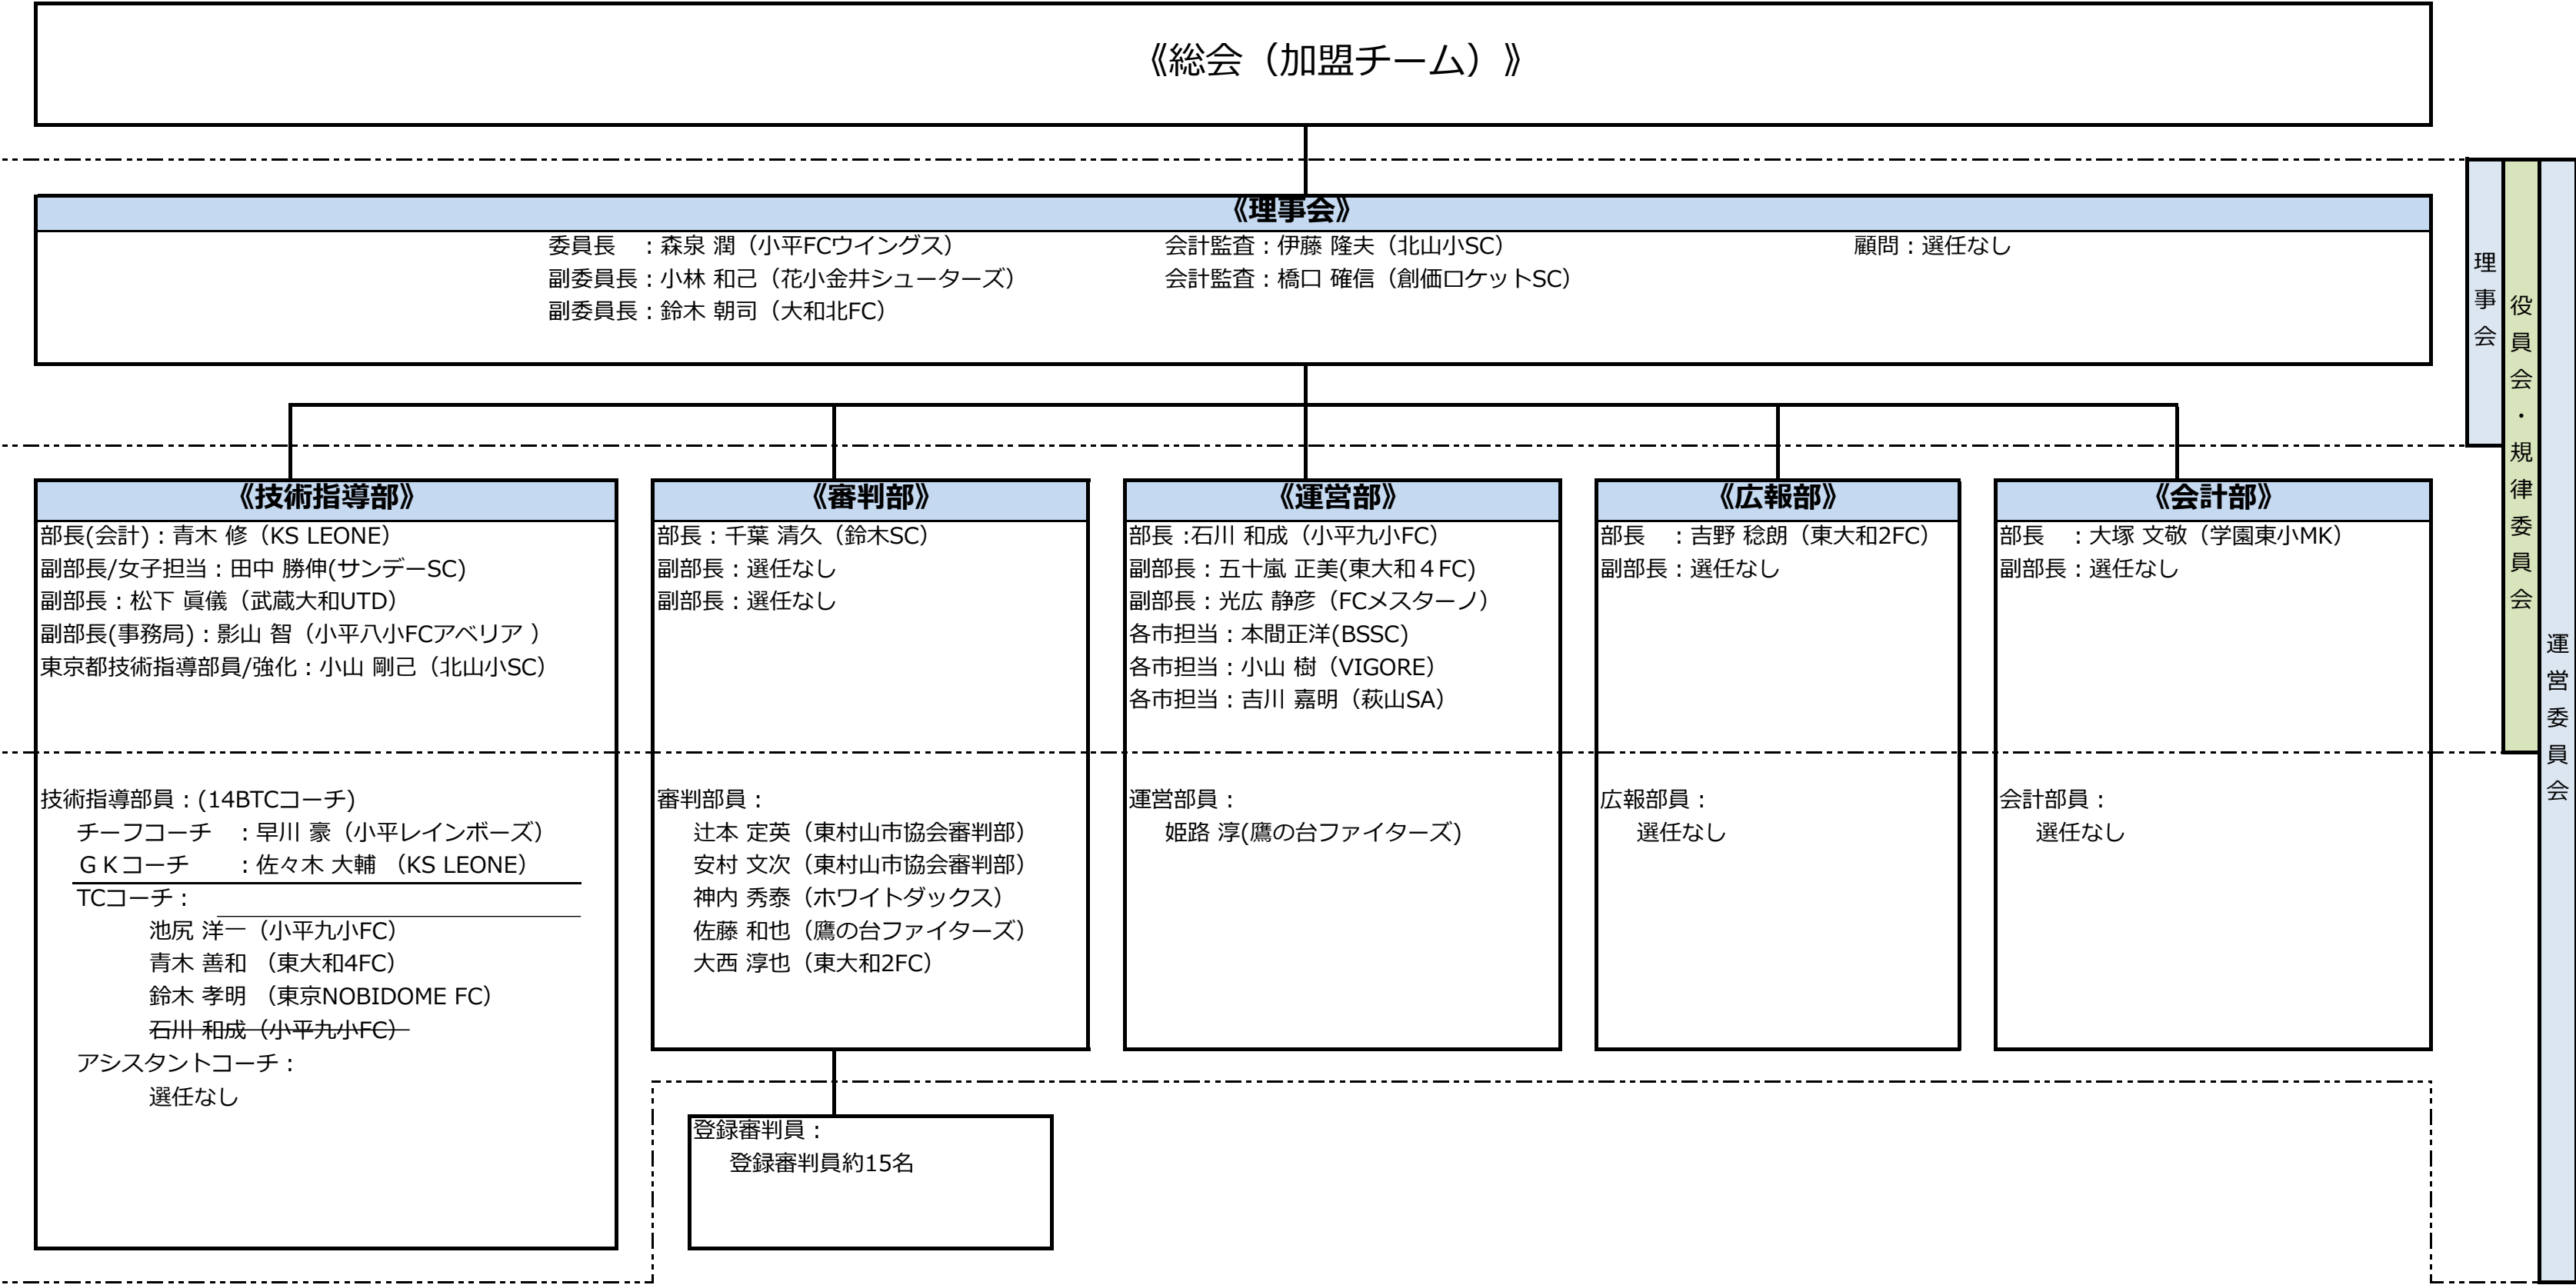 《総会（加盟チーム）》
《理事会》
委員長　：森泉 潤（小平FCウイングス）
副委員長：小林 和己（花小金井シューターズ）
副委員長：鈴木 朝司（大和北FC）
会計監査：伊藤 隆夫（北山小SC）
会計監査：橋口 確信（創価ロケットSC）
顧問：選任なし
理事会
役員会・規律委員会
運営委員会
《技術指導部》
部長(会計)：青木 修（KS LEONE）
副部長/女子担当：田中 勝伸(サンデーSC)
副部長：松下 眞儀（武蔵大和UTD）
副部長(事務局)：影山 智（小平八小FCアベリア ）
東京都技術指導部員/強化：小山 剛己（北山小SC）
技術指導部員：(14BTCコーチ)
チーフコーチ　：早川 豪（小平レインボーズ）
ＧＫコーチ　　：佐々木 大輔 （KS LEONE）
TCコーチ：
池尻 洋一（小平九小FC）
青木 善和 （東大和4FC）
鈴木 孝明 （東京NOBIDOME FC）
石川 和成（小平九小FC）
アシスタントコーチ：
選任なし
《審判部》
部長：千葉 清久（鈴木SC）
副部長：選任なし
副部長：選任なし
審判部員：
辻本 定英（東村山市協会審判部）
安村 文次（東村山市協会審判部）
神内 秀泰（ホワイトダックス）
佐藤 和也（鷹の台ファイターズ）
大西 淳也（東大和2FC）
登録審判員：
登録審判員約15名
《運営部》
部長：石川 和成（小平九小FC）
副部長：五十嵐 正美(東大和４FC)
副部長：光広 静彦（FCメスターノ）
各市担当：本間正洋(BSSC)
各市担当：小山 樹（VIGORE）
各市担当：吉川 嘉明（萩山SA）
運営部員：
姫路 淳(鷹の台ファイターズ)
《広報部》
部長　：吉野 稔朗（東大和2FC）
副部長：選任なし
広報部員：
選任なし
《会計部》
部長　：大塚 文敬（学園東小MK）
副部長：選任なし
会計部員：
選任なし